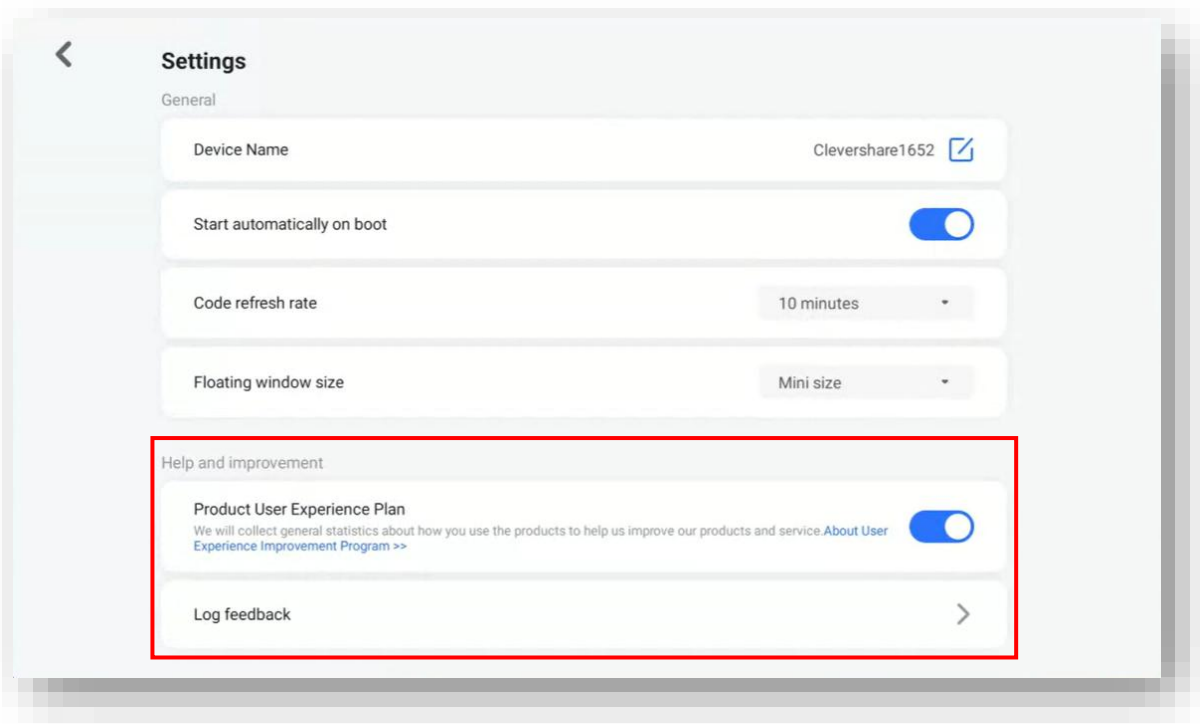 Settings
General
Device Name
Clevershare1652
Start automatically on boot
Code refresh rate
10 minutes
Floating window size
Mini size
Help and improvement
Product User Experience Plan
We will collect general statistics about how you use the products to help us improve our products and service.About User
Experience Improvement Program >>
Log feedback